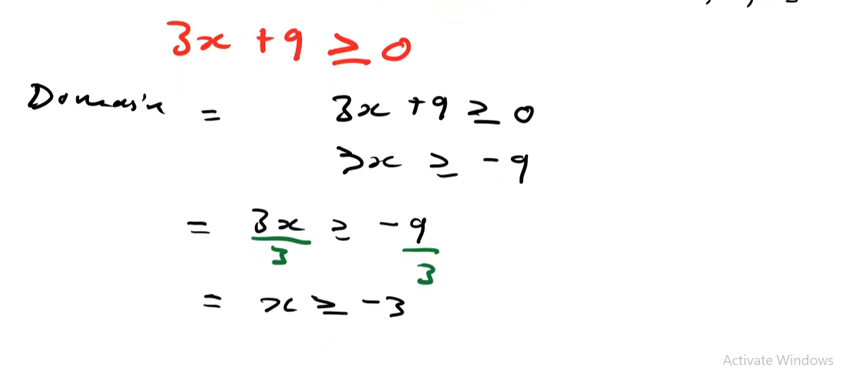 3x + 9 ≥ 0
Domain = 3x + 9 ≥ 0
3x ≥ -9
= 3x/3 ≥ -9/3
= x ≥ -3
Activate Windows